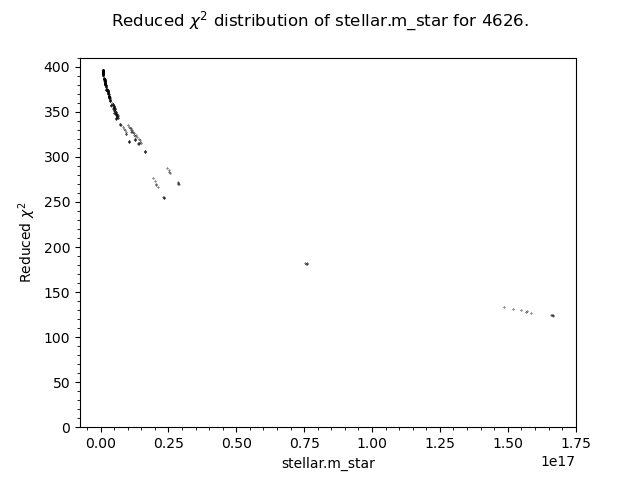 Reduced χ² distribution of stellar.m_star for 4626.
400
350
300
250
200
150
100
50
0
Reduced χ²
0.00 0.25 0.50 0.75 1.00 1.25 1.50 1.75
1e17
stellar.m_star